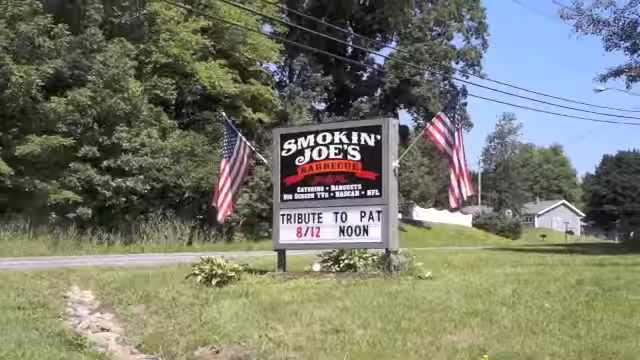 SMOKIN'
JOE'S
BARBECUE
CATERING • BANQUETS
BIG SCREEN TVS • NASCAR • NFL
TRIBUTE TO PAT
8/12 NOON